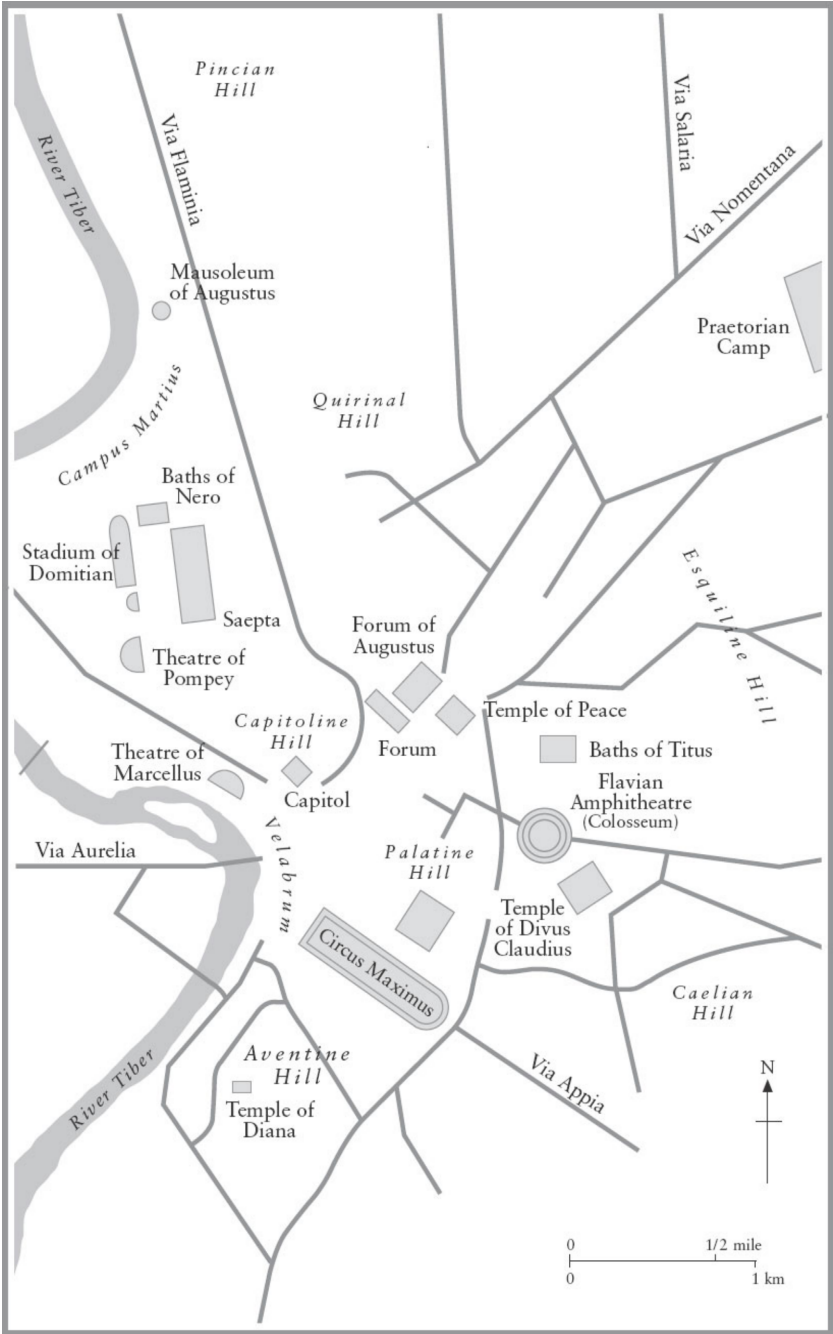 Pincian
Hill
Via Salaria
Via Flaminia
River Tiber
Via Nomentana
Mausoleum
of Augustus
Praetorian
Camp
Campus Martius
Quirinal
Hill
Baths of
Nero
Stadium of
Domitian
Esquiline Hill
Saepta
Forum of
Augustus
Theatre of
Pompey
Temple of Peace
Capitoline
Hill
Forum
Theatre of
Marcellus
Baths of Titus
Capitol
Flavian
Amphitheatre
(Colosseum)
Velabrum
Via Aurelia
Palatine
Hill
Temple
of Divus
Claudius
Circus Maximus
Caelian
Hill
Aventine
Hill
River Tiber
Via Appia
N
Temple of
Diana
0
1/2 mile
0
1 km